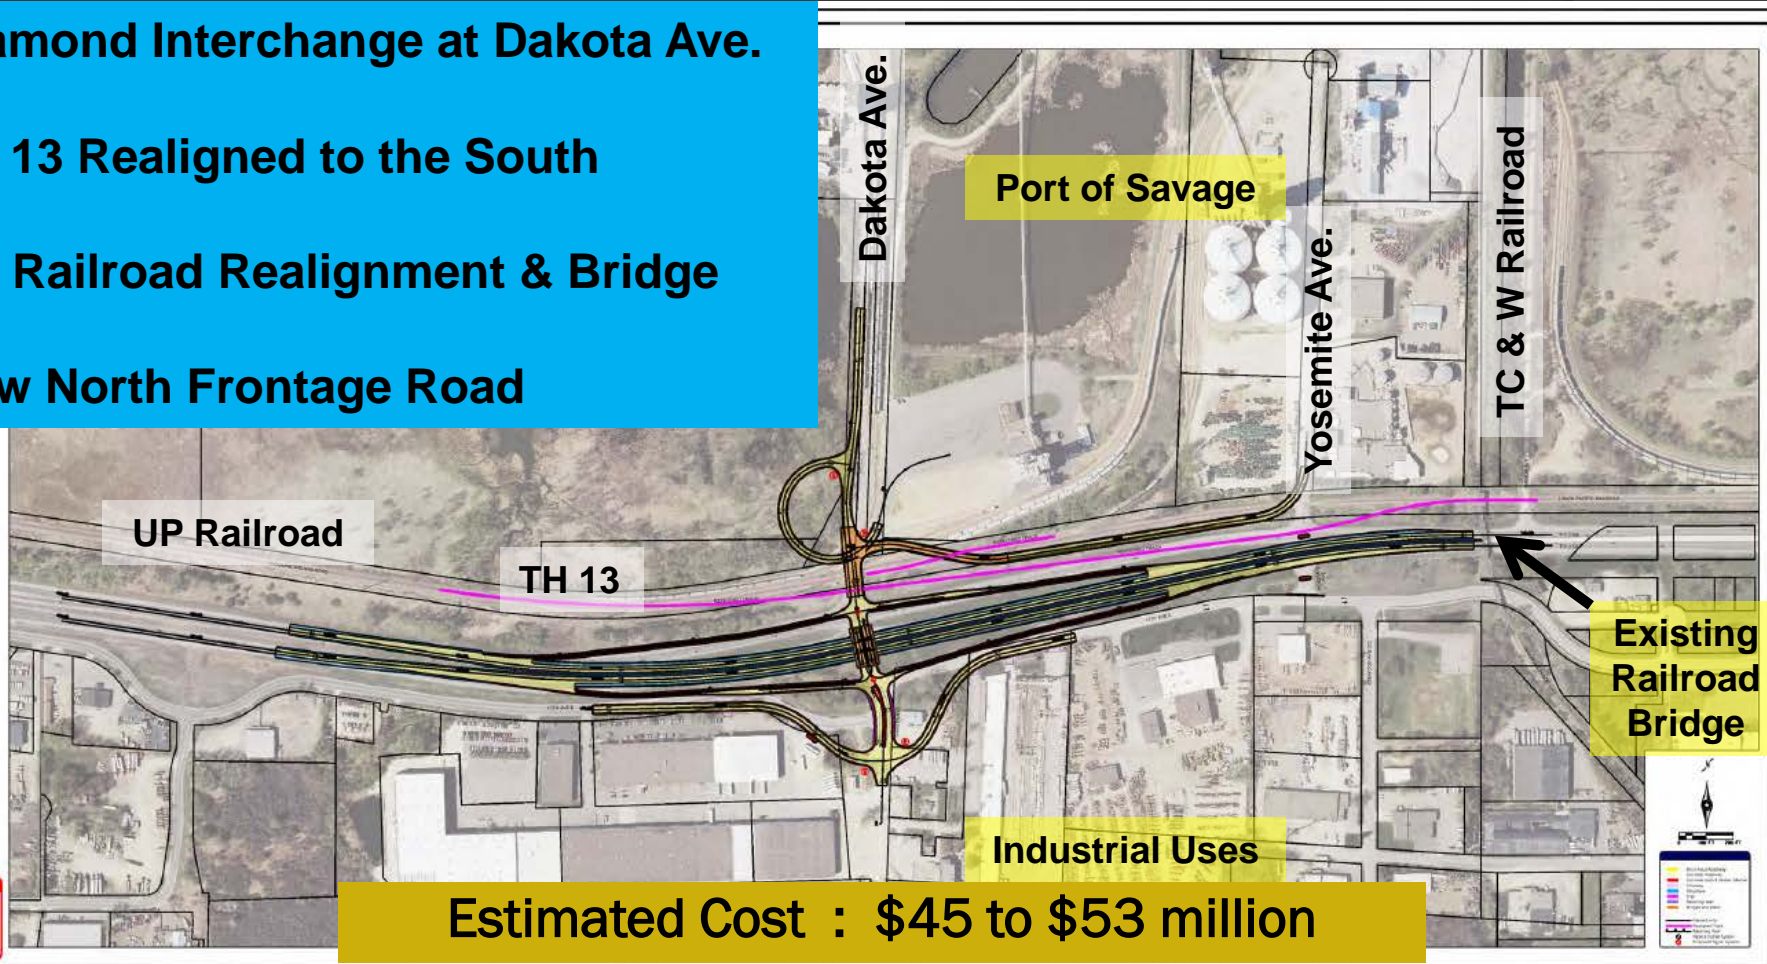 amond Interchange at Dakota Ave.
13 Realigned to the South
Railroad Realignment & Bridge
w North Frontage Road
Dakota Ave.
Port of Savage
Yosemite Ave.
TC & W Railroad
UP Railroad
TH 13
Existing
Railroad
Bridge
Industrial Uses
Estimated Cost : $45 to $53 million